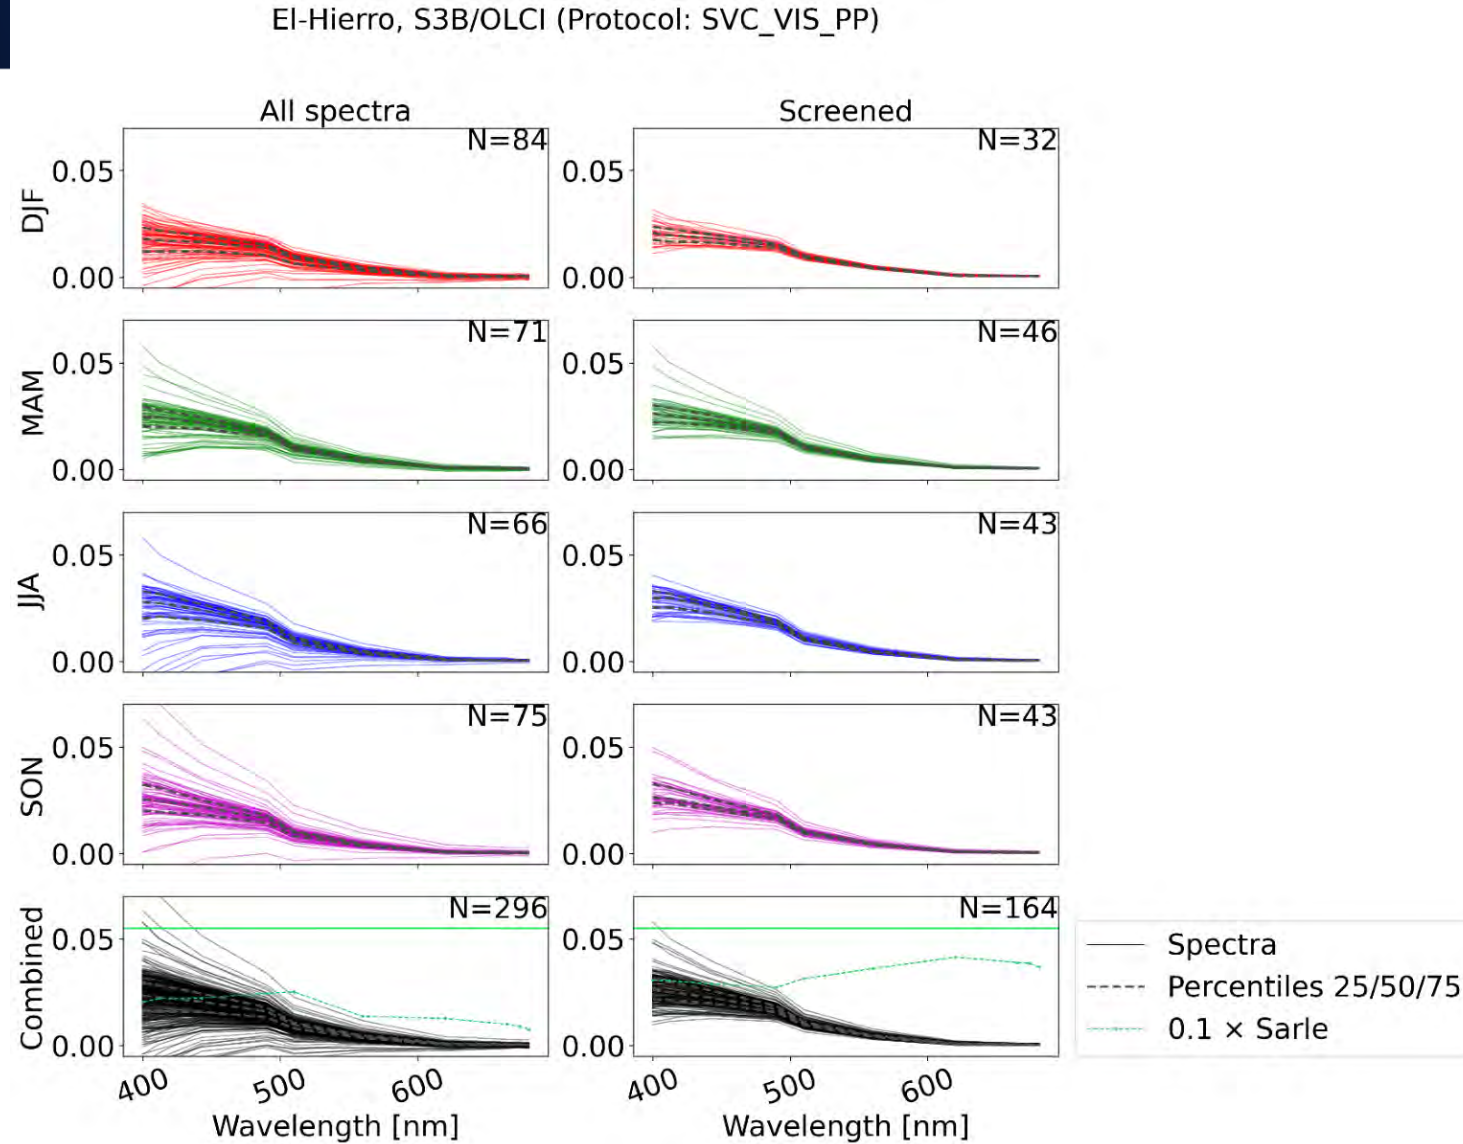 El-Hierro, S3B/OLCI (Protocol: SVC_VIS_PP)
All spectra
Screened
DJF
0.05
0.00
N=84
0.05
0.00
N=32
MAM
0.05
0.00
N=71
0.05
0.00
N=46
JJA
0.05
0.00
N=66
0.05
0.00
N=43
SON
0.05
0.00
N=75
0.05
0.00
N=43
Combined
0.05
0.00
N=296
0.05
0.00
N=164
400
500
600
400
500
600
Wavelength [nm]
Wavelength [nm]
Spectra
Percentiles 25/50/75
0.1 × Sarle